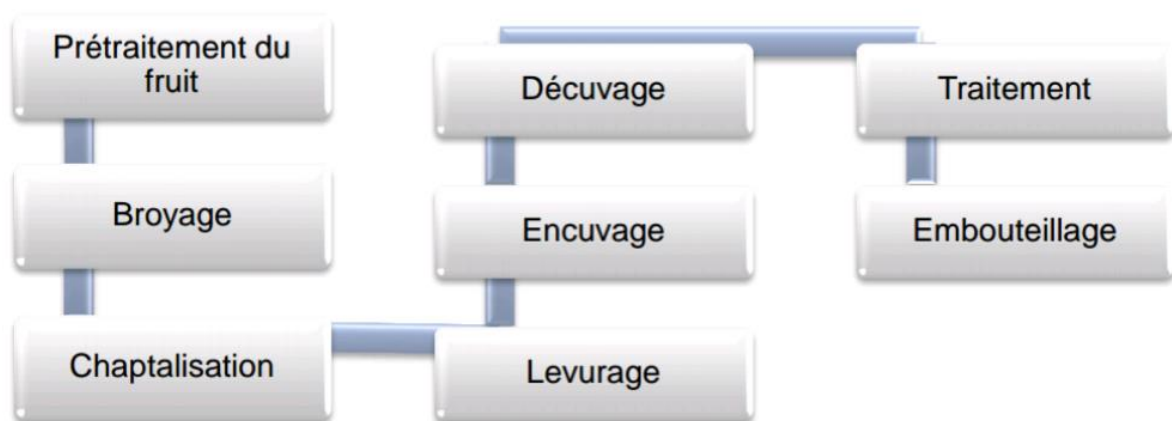 Prétraitement du
fruit
Broyage
Chaptalisation
Levurage
Encuvage
Décuvage
Traitement
Embouteillage